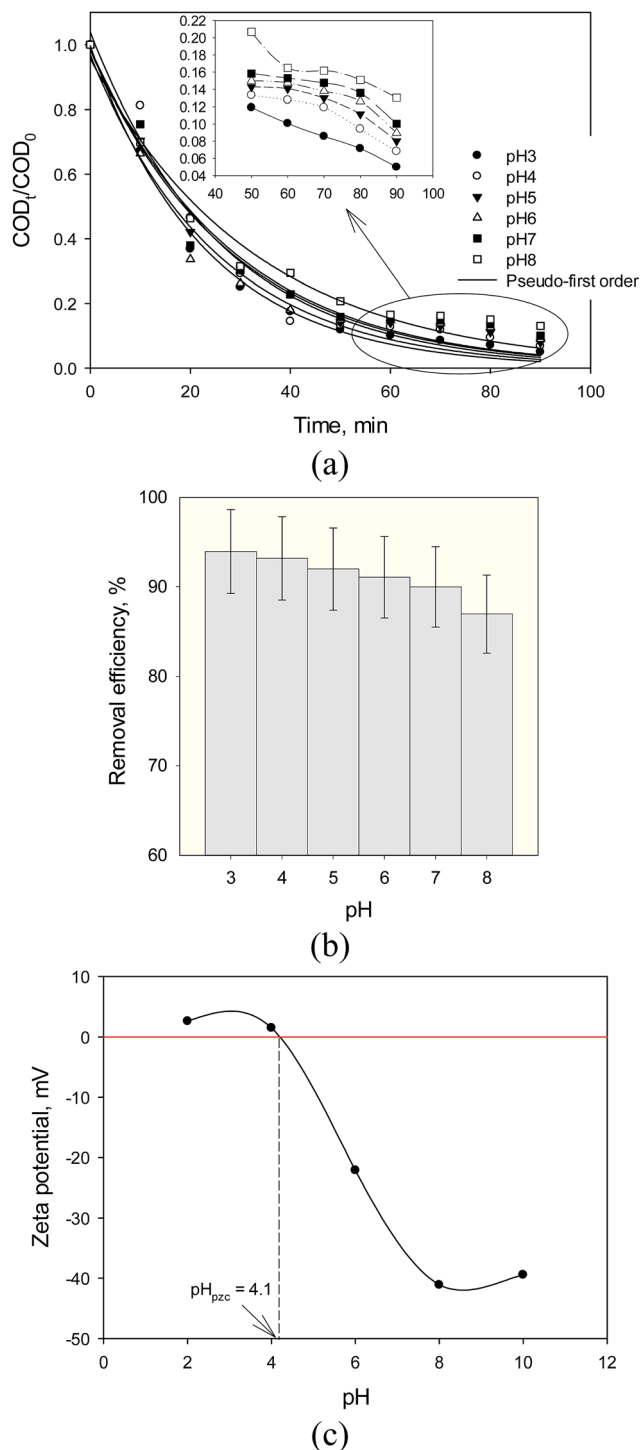 1.0
0.8
0.6
0.4
0.2
0.0
CODt/COD0
0.22
0.20
0.18
0.16
0.14
0.12
0.10
0.08
0.06
0.04
40 50 60 70 80 90 100
pH3
pH4
pH5
pH6
pH7
pH8
Pseudo-first order
0 20 40 60 80 100
Time, min
(a)
100
90
80
70
60
Removal efficiency, %
3 4 5 6 7 8
pH
(b)
10
0
-10
-20
-30
-40
-50
Zeta potential, mV
pHpzc = 4.1
0 2 4 6 8 10 12
pH
(c)